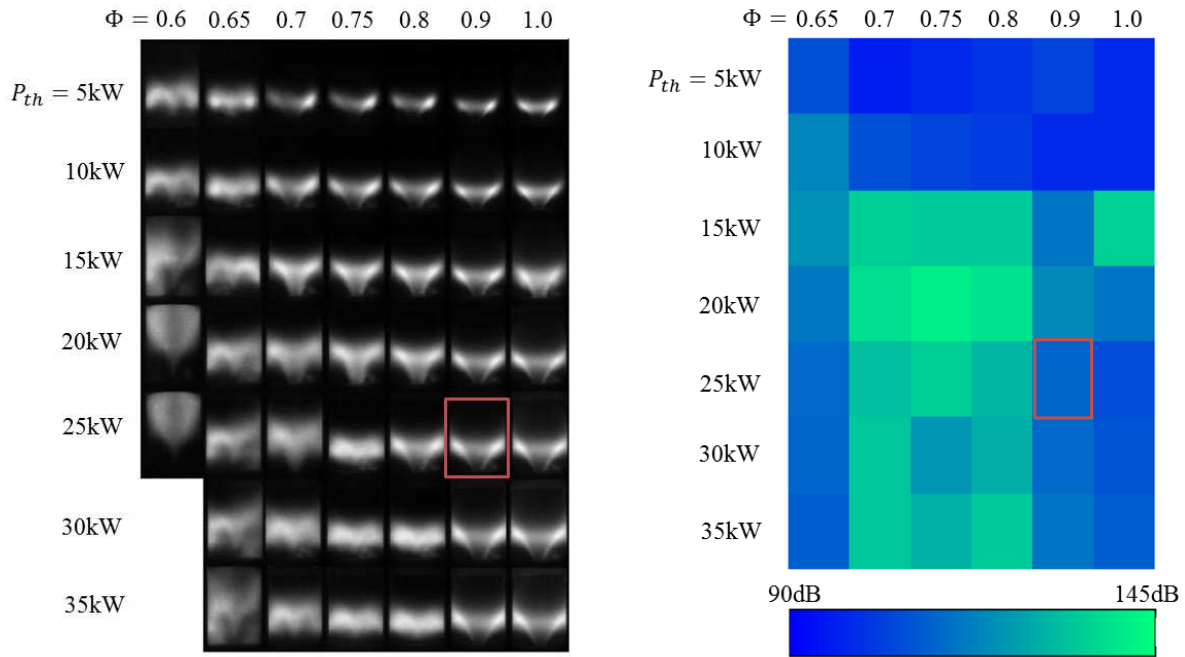 Φ = 0.6 0.65 0.7 0.75 0.8 0.9 1.0
P_th = 5kW
10kW
15kW
20kW
25kW
30kW
35kW
Φ = 0.65 0.7 0.75 0.8 0.9 1.0
P_th = 5kW
10kW
15kW
20kW
25kW
30kW
35kW
90dB 145dB